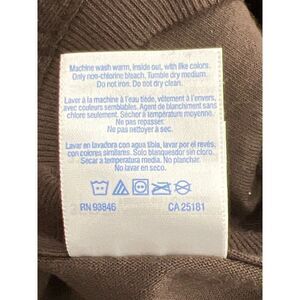 Machine wash warm, inside out, with like colors.
Only non-chlorine bleach, Tumble dry medium.
Do not iron. Do not dry clean.
Laver à la machine à l'eau tiède, vêtement à l'envers,
avec couleurs semblables. Agent de blanchiment sans
chlore seulement. Sécher à température moyenne.
Ne pas repasser.
Ne pas nettoyer à sec.
Lavar en lavadora con agua tibia, lavar por el revés,
con colores similares. Solo blanqueador sin cloro.
Secar a temperatura media. No planchar.
No lavar en seco.
RN 93846 CA 25181